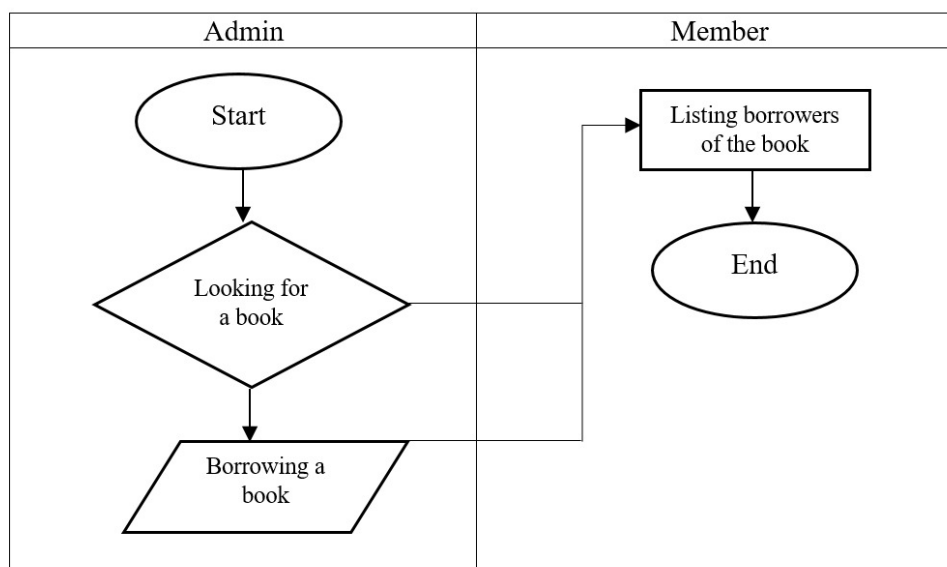 Admin
Member
Start
Looking for
a book
Borrowing a
book
Listing borrowers
of the book
End